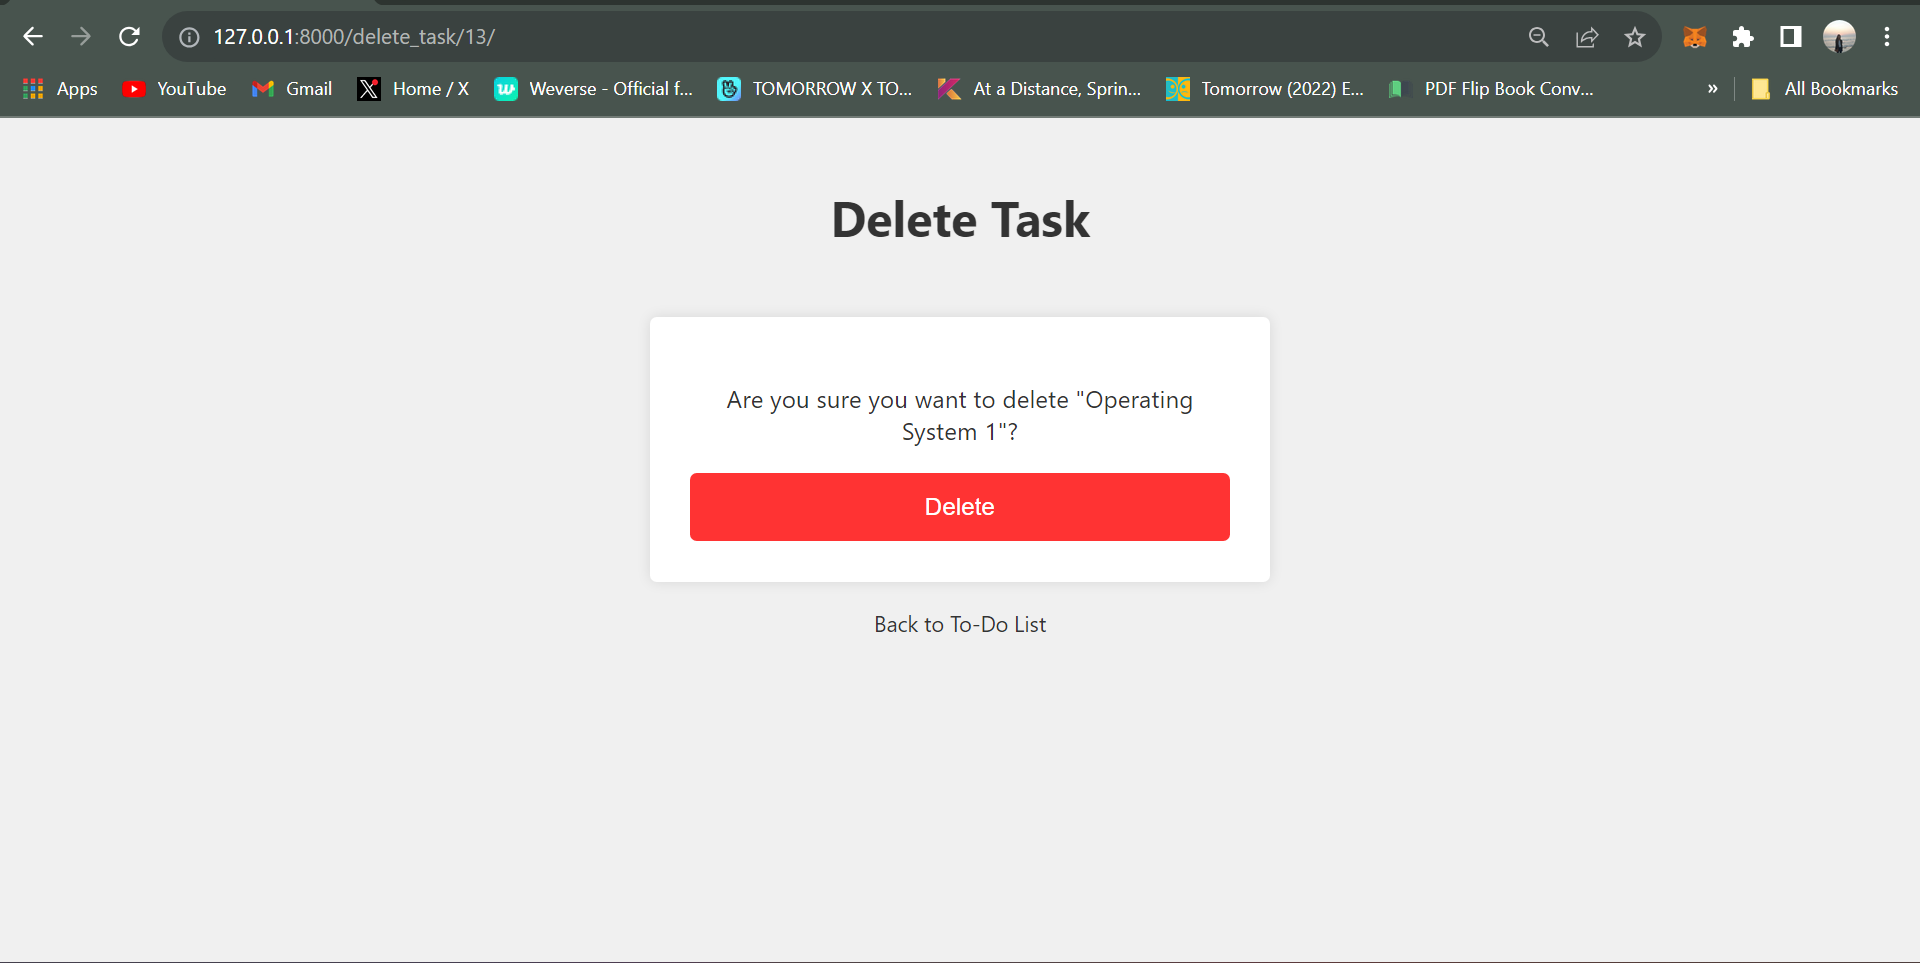 127.0.0.1:8000/delete_task/13/
Apps YouTube Gmail Home / X Weverse - Official f... TOMORROW X TO... At a Distance, Sprin... Tomorrow (2022) E... PDF Flip Book Conv... » All Bookmarks
Delete Task
Are you sure you want to delete "Operating
System 1"?
Delete
Back to To-Do List